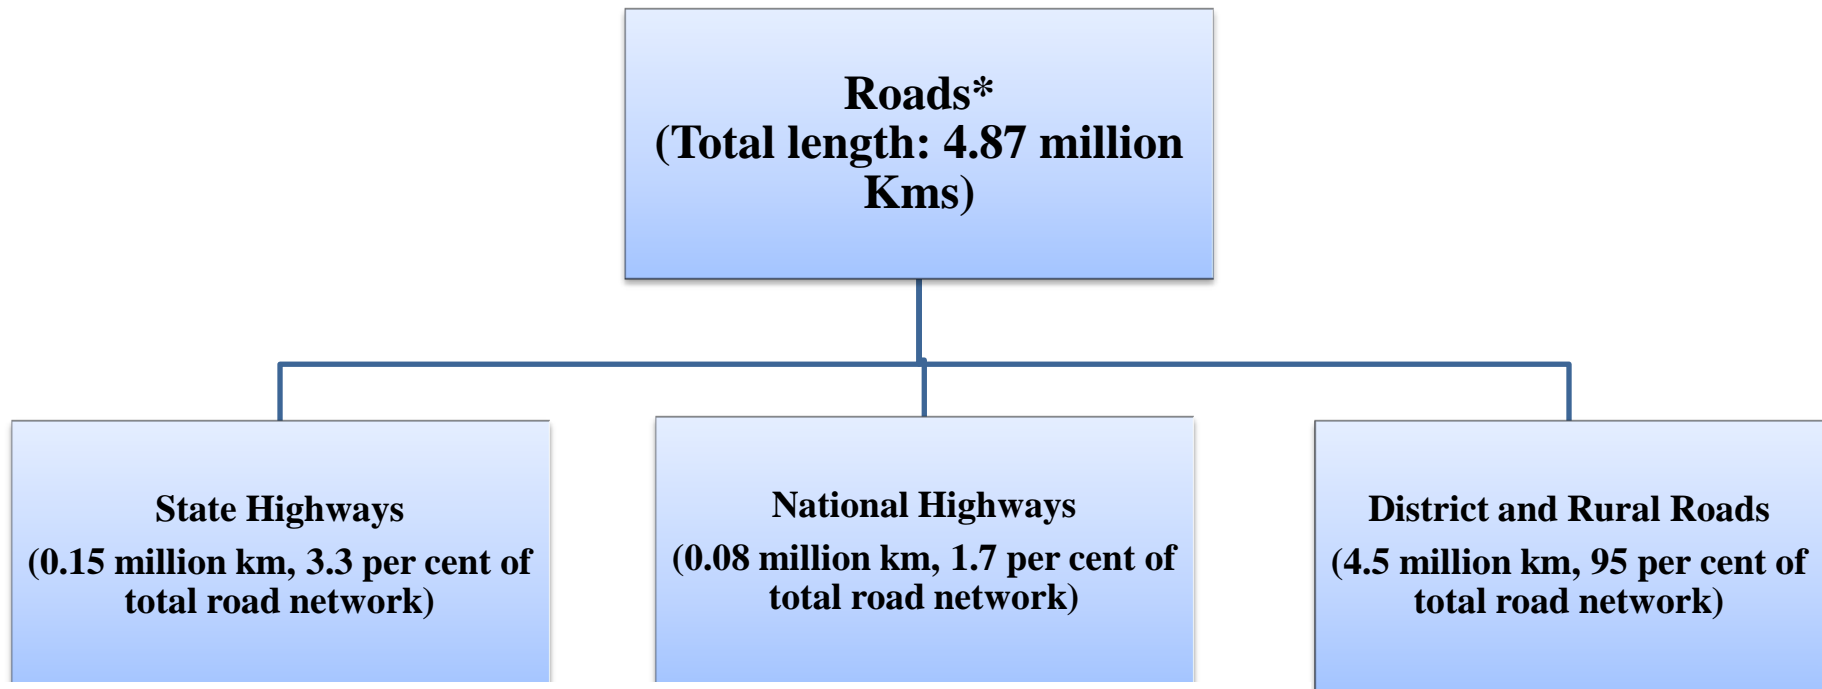 Roads*
(Total length: 4.87 million
Kms)
State Highways
(0.15 million km, 3.3 per cent of
total road network)
National Highways
(0.08 million km, 1.7 per cent of
total road network)
District and Rural Roads
(4.5 million km, 95 per cent of
total road network)